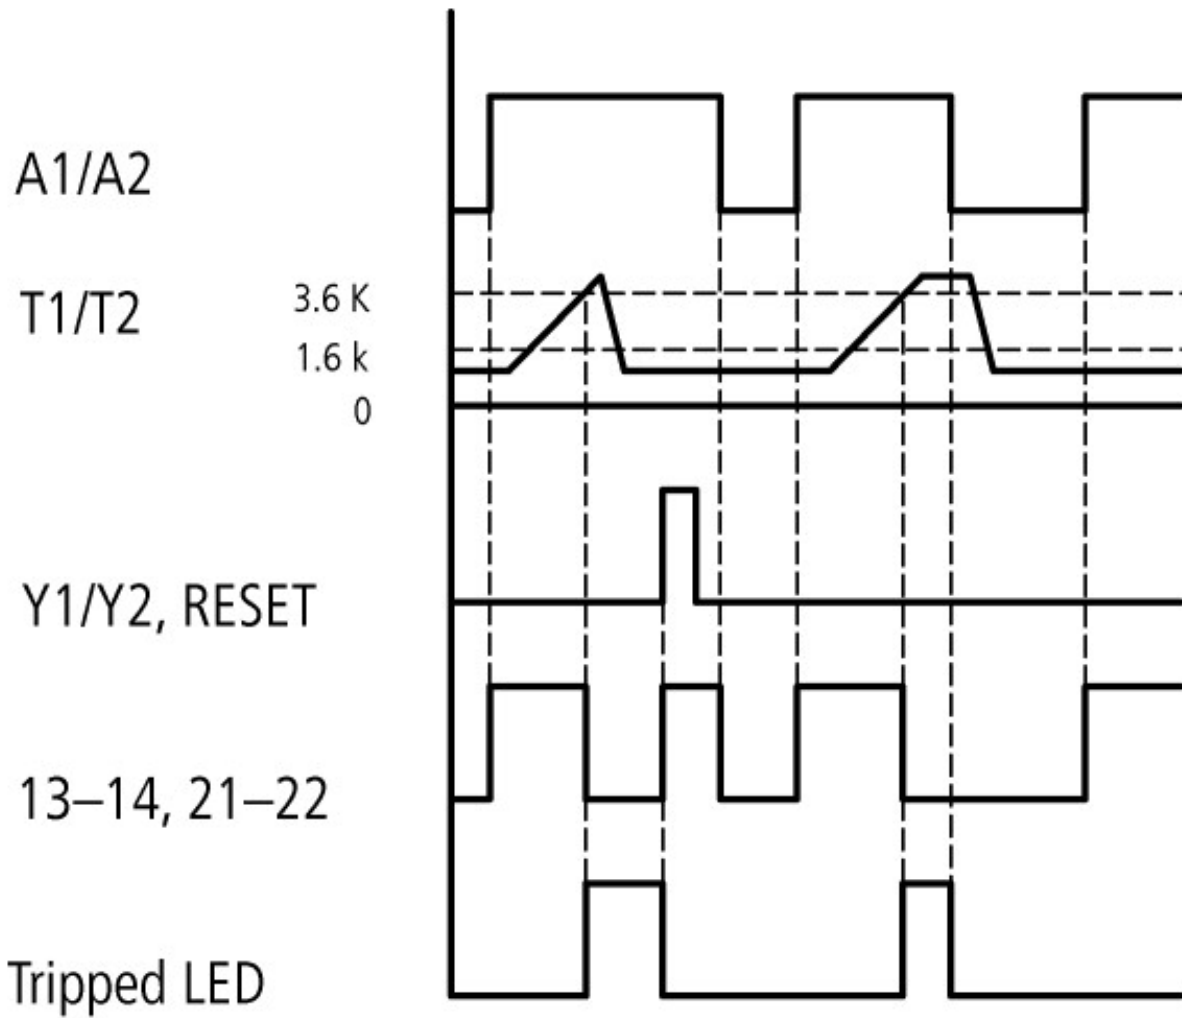 A1/A2
T1/T2
3.6 K
1.6 k
0
Y1/Y2, RESET
13–14, 21–22
Tripped LED